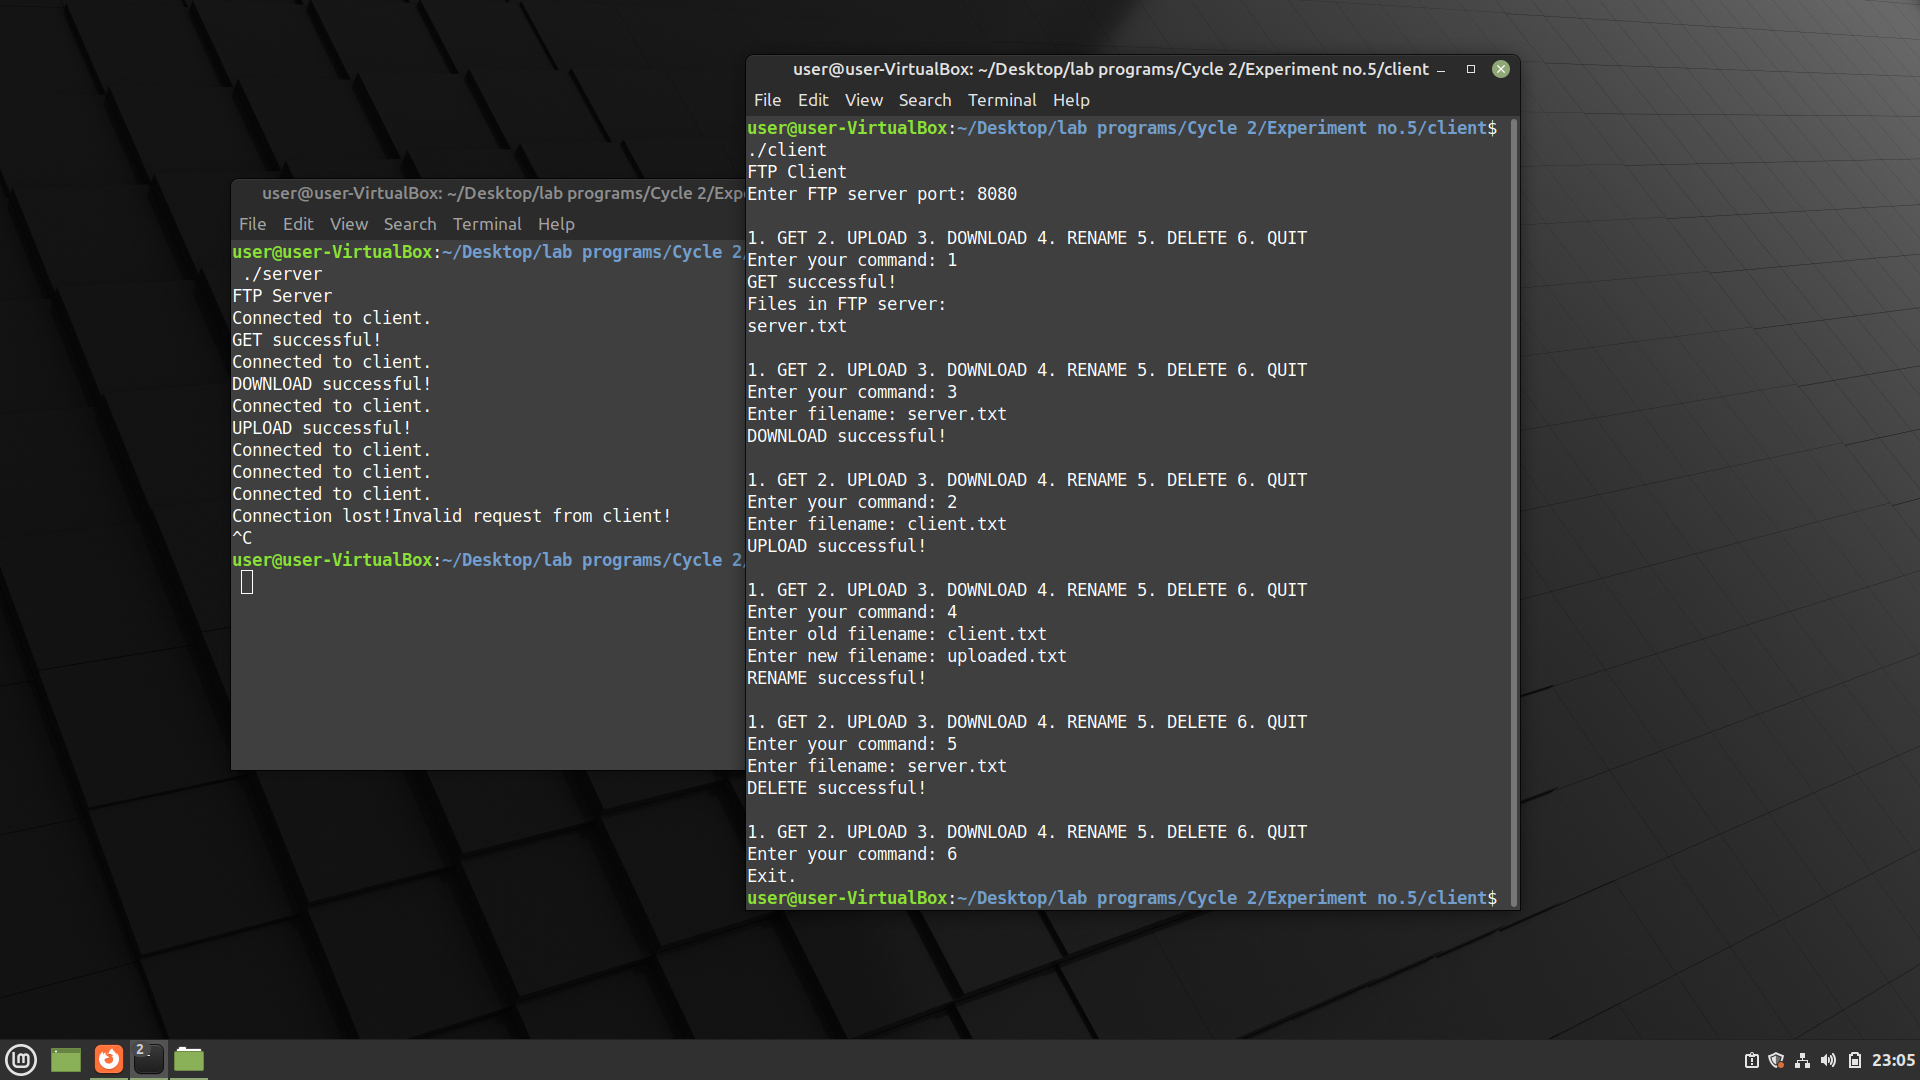 user@user-VirtualBox: ~/Desktop/lab programs/Cycle 2/Exp
File Edit View Search Terminal Help
user@user-VirtualBox:~/Desktop/lab programs/Cycle 2/
./server
FTP Server
Connected to client.
GET successful!
Connected to client.
DOWNLOAD successful!
Connected to client.
UPLOAD successful!
Connected to client.
Connected to client.
Connected to client.
Connection lost!Invalid request from client!
^C
user@user-VirtualBox:~/Desktop/lab programs/Cycle 2/
user@user-VirtualBox: ~/Desktop/lab programs/Cycle 2/Experiment no.5/client
File Edit View Search Terminal Help
user@user-VirtualBox:~/Desktop/lab programs/Cycle 2/Experiment no.5/client$
./client
FTP Client
Enter FTP server port: 8080
1. GET 2. UPLOAD 3. DOWNLOAD 4. RENAME 5. DELETE 6. QUIT
Enter your command: 1
GET successful!
Files in FTP server:
server.txt
1. GET 2. UPLOAD 3. DOWNLOAD 4. RENAME 5. DELETE 6. QUIT
Enter your command: 3
Enter filename: server.txt
DOWNLOAD successful!
1. GET 2. UPLOAD 3. DOWNLOAD 4. RENAME 5. DELETE 6. QUIT
Enter your command: 2
Enter filename: client.txt
UPLOAD successful!
1. GET 2. UPLOAD 3. DOWNLOAD 4. RENAME 5. DELETE 6. QUIT
Enter your command: 4
Enter old filename: client.txt
Enter new filename: uploaded.txt
RENAME successful!
1. GET 2. UPLOAD 3. DOWNLOAD 4. RENAME 5. DELETE 6. QUIT
Enter your command: 5
Enter filename: server.txt
DELETE successful!
1. GET 2. UPLOAD 3. DOWNLOAD 4. RENAME 5. DELETE 6. QUIT
Enter your command: 6
Exit.
user@user-VirtualBox:~/Desktop/lab programs/Cycle 2/Experiment no.5/client$
2
23:05